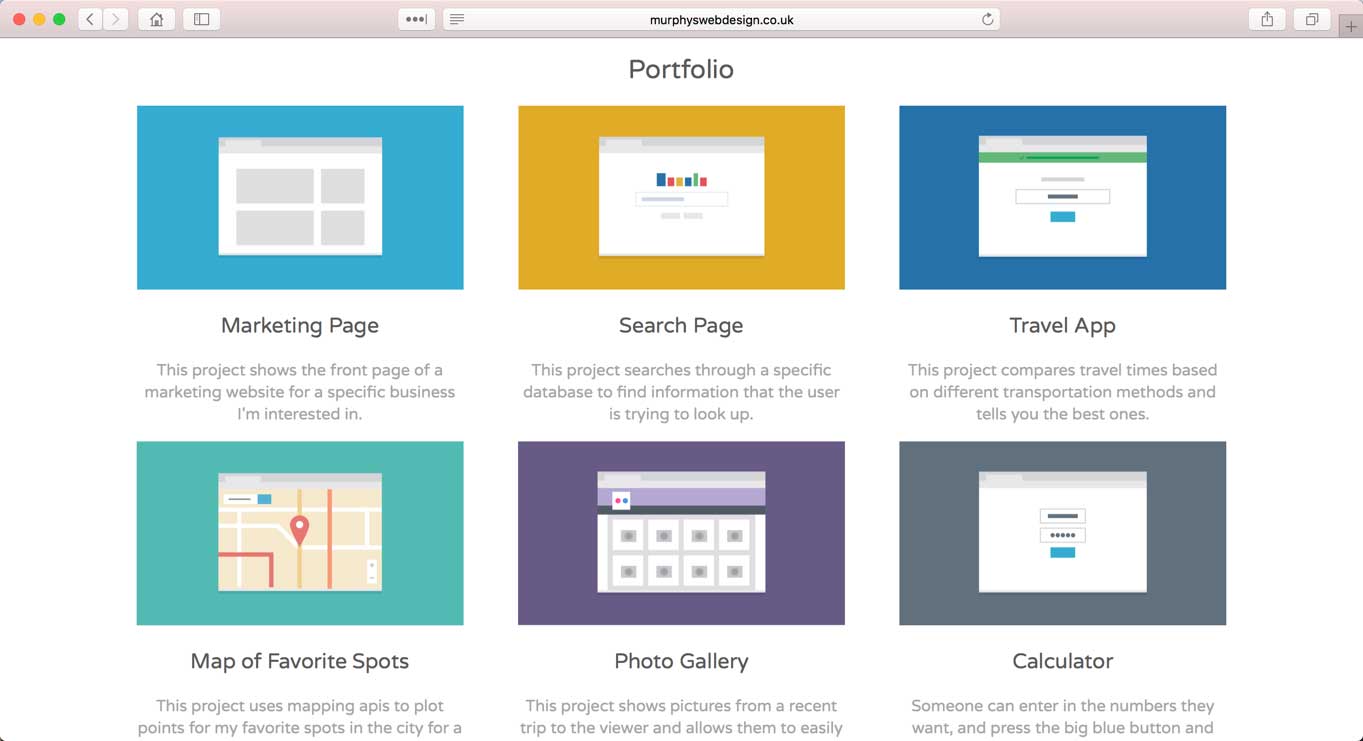 murphyswebdesign.co.uk
Portfolio
Marketing Page
This project shows the front page of a
marketing website for a specific business
I'm interested in.
Search Page
This project searches through a specific
database to find information that the user
is trying to look up.
Travel App
This project compares travel times based
on different transportation methods and
tells you the best ones.
Map of Favorite Spots
This project uses mapping apis to plot
points for my favorite spots in the city for a
Photo Gallery
This project shows pictures from a recent
trip to the viewer and allows them to easily
Calculator
Someone can enter in the numbers they
want, and press the big blue button and